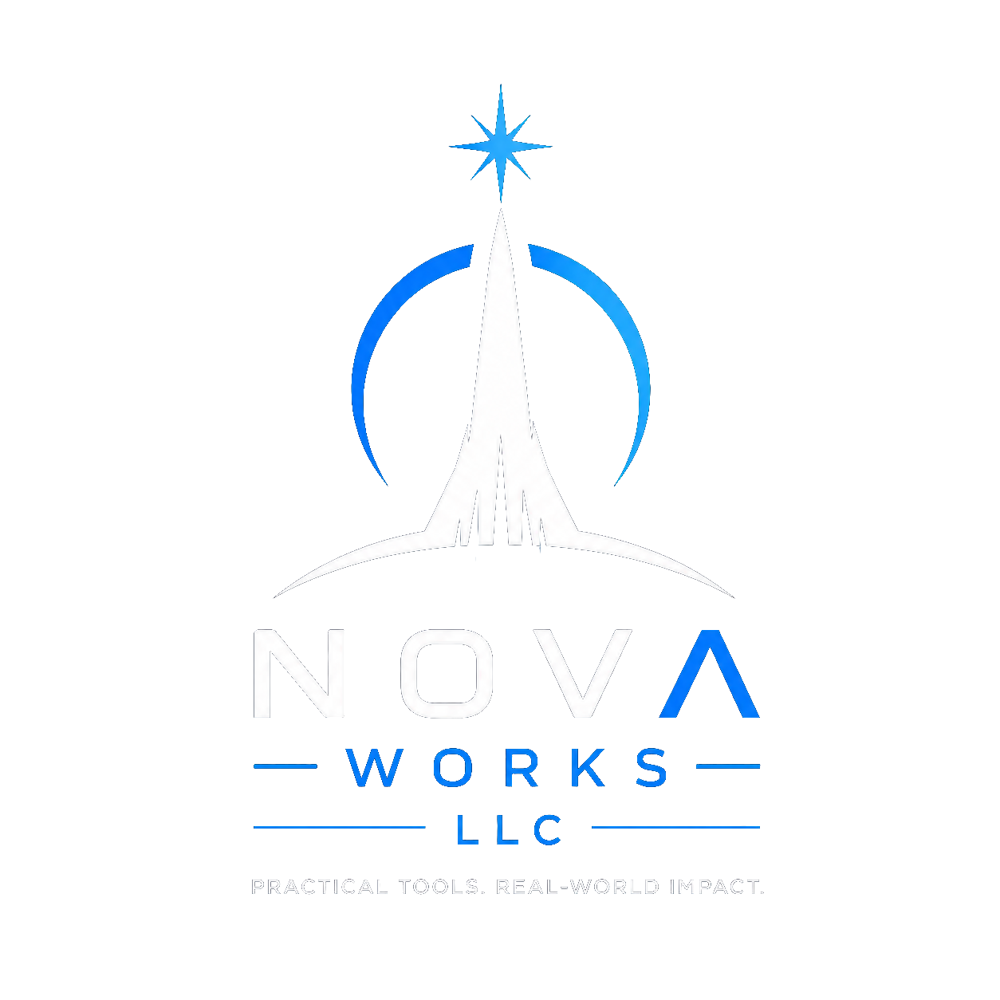 NOVA
WORKS
LLC
PRACTICAL TOOLS. REAL-WORLD IMPACT.